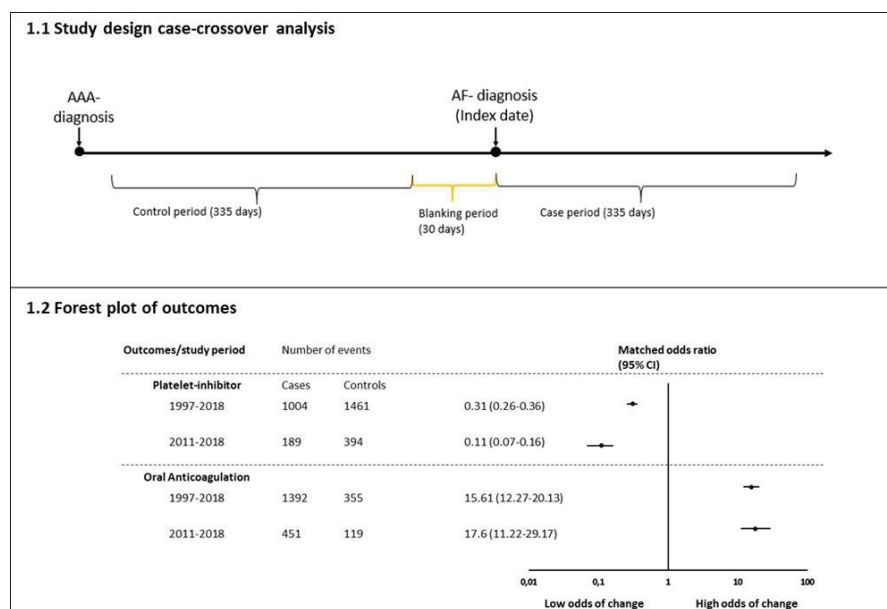 1.1 Study design case-crossover analysis
AAA-
diagnosis
AF- diagnosis
(Index date)
Control period (335 days)
Blanking period
(30 days)
Case period (335 days)
1.2 Forest plot of outcomes
Outcomes/study period Number of events Matched odds ratio
(95% CI)
Platelet-inhibitor Cases Controls
1997-2018 1004 1461 0.31 (0.26-0.36)
2011-2018 189 394 0.11 (0.07-0.16)
Oral Anticoagulation
1997-2018 1392 355 15.61 (12.27-20.13)
2011-2018 451 119 17.6 (11.22-29.17)
0,01 0,1 1 10 100
Low odds of change High odds of change